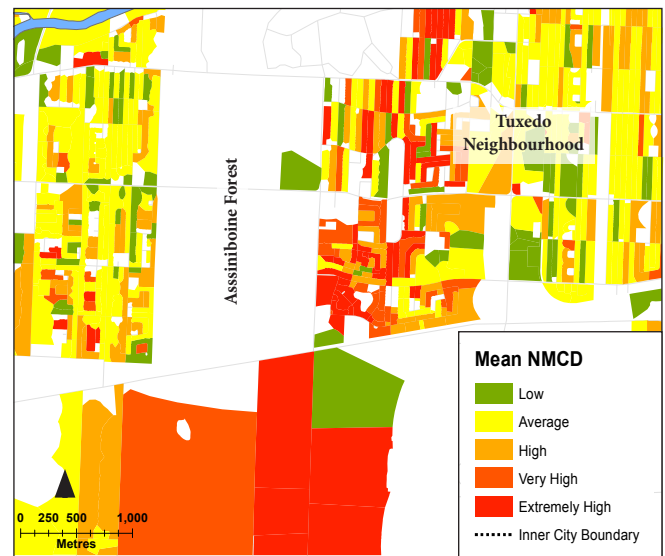 Tuxedo
Neighbourhood
Asssiniboine Forest
Mean NMCD
Low
Average
High
Very High
Extremely High
Inner City Boundary
0 250 500 1,000
Metres